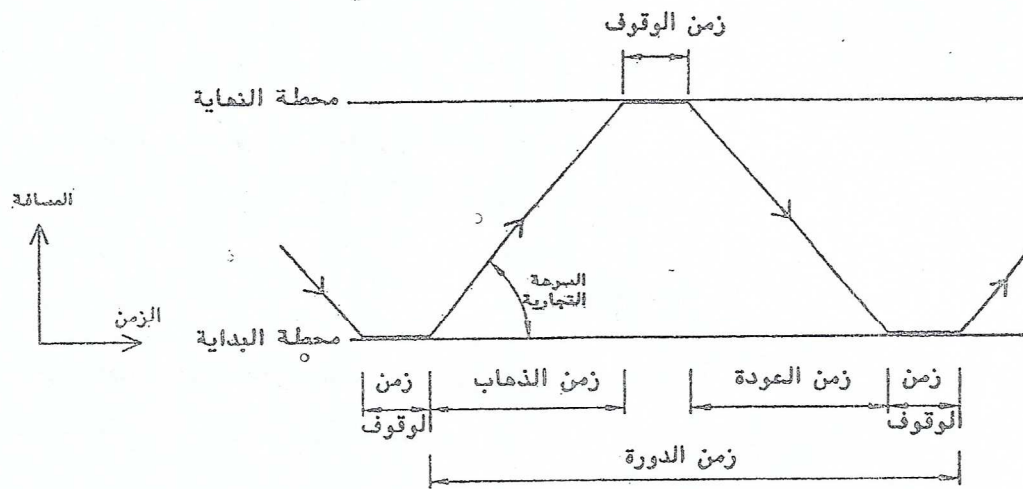 زمن الوقوف
محطة النهاية
المسافة
السرعة
التجارية
الزمن
محطة البداية
زمن
الوقوف
زمن الذهاب
زمن العودة
زمن
الوقوف
زمن الدورة